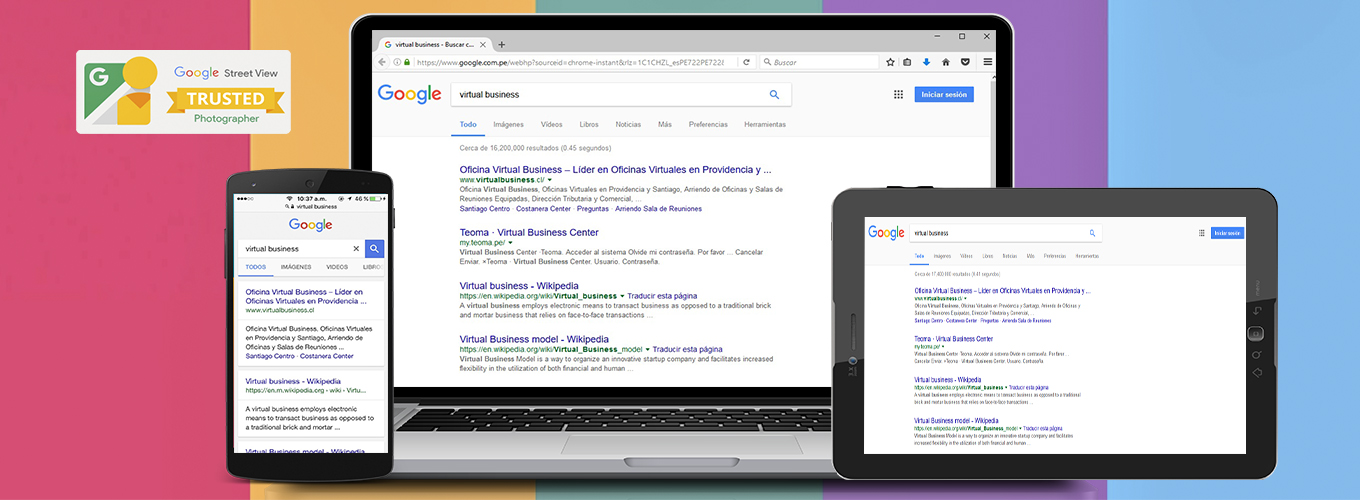 G
Google Street View
TRUSTED
Photographer
virtual business - Buscar c...
https://www.google.com.pe/webhp?sourceid=chrome-instant&rlz=1C1CHZL_esPE722PE722&
Buscar
Google
virtual business
Iniciar sesión
Todo Imágenes Vídeos Libros Noticias Más Preferencias Herramientas
Cerca de 16,200,000 resultados (0.45 segundos)
Oficina Virtual Business – Líder en Oficinas Virtuales en Providencia y ...
www.virtualbusiness.cl/
Oficina Virtual Business, Oficinas Virtuales en Providencia y Santiago, Arriendo de Oficinas y Salas de
Reuniones Equipadas, Dirección Tributaria y Comercial, ...
Santiago Centro · Costanera Center · Preguntas · Arriendo Sala de Reuniones
Teoma · Virtual Business Center
my.teoma.pe/
Virtual Business Center ·Teoma. Acceder al sistema Olvide mi contraseña. Por favor ... Cancelar
Enviar. ×Teoma · Virtual Business Center. Usuario. Contraseña.
Virtual business - Wikipedia
https://en.wikipedia.org/wiki/Virtual_business Traducir esta página
A virtual business employs electronic means to transact business as opposed to a traditional brick
and mortar business that relies on face-to-face transactions ...
Virtual Business model - Wikipedia
https://en.wikipedia.org/wiki/Virtual_Business_model Traducir esta página
Virtual Business Model is a way to organize an innovative startup company and facilitates increased
flexibility in the utilization of both financial and human ...
10:37 a.m. 46 %
virtual business
Google
virtual business
TODOS IMÁGENES VIDEOS LIBRO
Oficina Virtual Business – Líder en
Oficinas Virtuales en Providencia ...
www.virtualbusiness.cl
Oficina Virtual Business, Oficinas Virtuales
en Providencia y Santiago, Arriendo de
Oficinas y Salas de Reuniones ...
Santiago Centro · Costanera Center
Virtual business - Wikipedia
https://en.m.wikipedia.org › wiki › Virtu...
A virtual business employs electronic
means to transact business as opposed to
a traditional brick and mortar ...
Virtual Business model - Wikipedia
Google
virtual business
Iniciar sesión
Todo Imágenes Vídeos Libros Noticias Más Preferencias Herramientas
Cerca de 17,400,000 resultados (0.41 segundos)
Oficina Virtual Business – Líder en Oficinas Virtuales en Providencia y ...
www.virtualbusiness.cl/
Oficina Virtual Business, Oficinas Virtuales en Providencia y Santiago, Arriendo de Oficinas y Salas de
Reuniones Equipadas, Dirección Tributaria y Comercial, ...
Santiago Centro · Costanera Center · Preguntas · Arriendo Sala de Reuniones
Teoma · Virtual Business Center
my.teoma.pe/
Virtual Business Center ·Teoma. Acceder al sistema Olvide mi contraseña. Por favor ...
Cancelar Enviar. ×Teoma · Virtual Business Center. Usuario. Contraseña.
Virtual business - Wikipedia
https://en.wikipedia.org/wiki/Virtual_business Traducir esta página
A virtual business employs electronic means to transact business as opposed to a traditional
brick and mortar business that relies on face-to-face transactions ...
Virtual Business model - Wikipedia
https://en.wikipedia.org/wiki/Virtual_Business_model Traducir esta página
Virtual Business Model is a way to organize an innovative startup company and facilitates
increased flexibility in the utilization of both financial and human ...